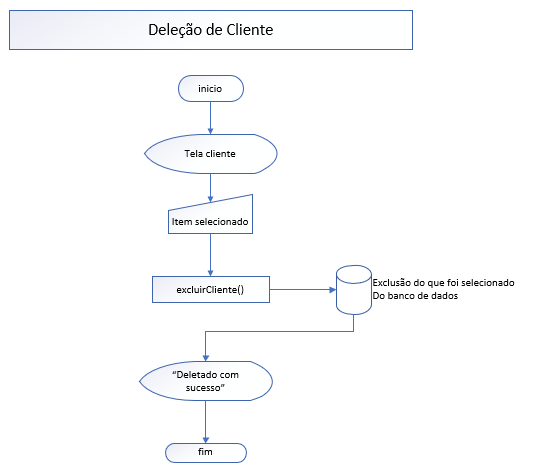 Deleção de Cliente
inicio
Tela cliente
Item selecionado
excluirCliente()
Exclusão do que foi selecionado
Do banco de dados
“Deletado com
sucesso”
fim